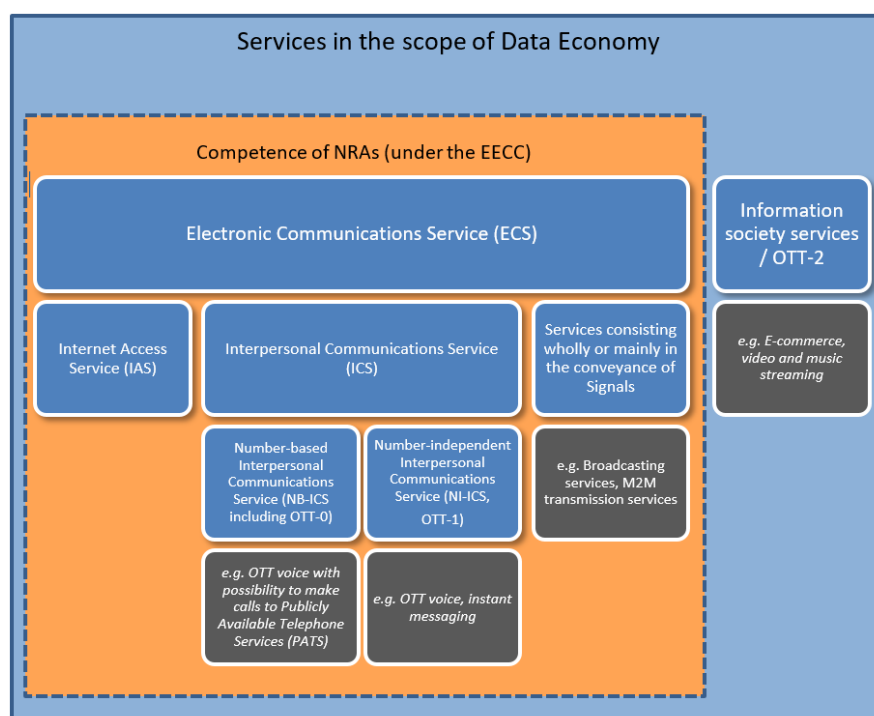 Services in the scope of Data Economy
Competence of NRAs (under the EECC)
Electronic Communications Service (ECS)
Information
society services
/ OTT-2
Internet Access
Service (IAS)
Interpersonal Communications Service
(ICS)
Services consisting
wholly or mainly in
the conveyance of
Signals
e.g. E-commerce,
video and music
streaming
Number-based
Interpersonal
Communications
Service (NB-ICS
including OTT-0)
Number-independent
Interpersonal
Communications
Service (NI-ICS,
OTT-1)
e.g. Broadcasting
services, M2M
transmission services
e.g. OTT voice with
possibility to make
calls to Publicly
Available Telephone
Services (PATS)
e.g. OTT voice, instant
messaging